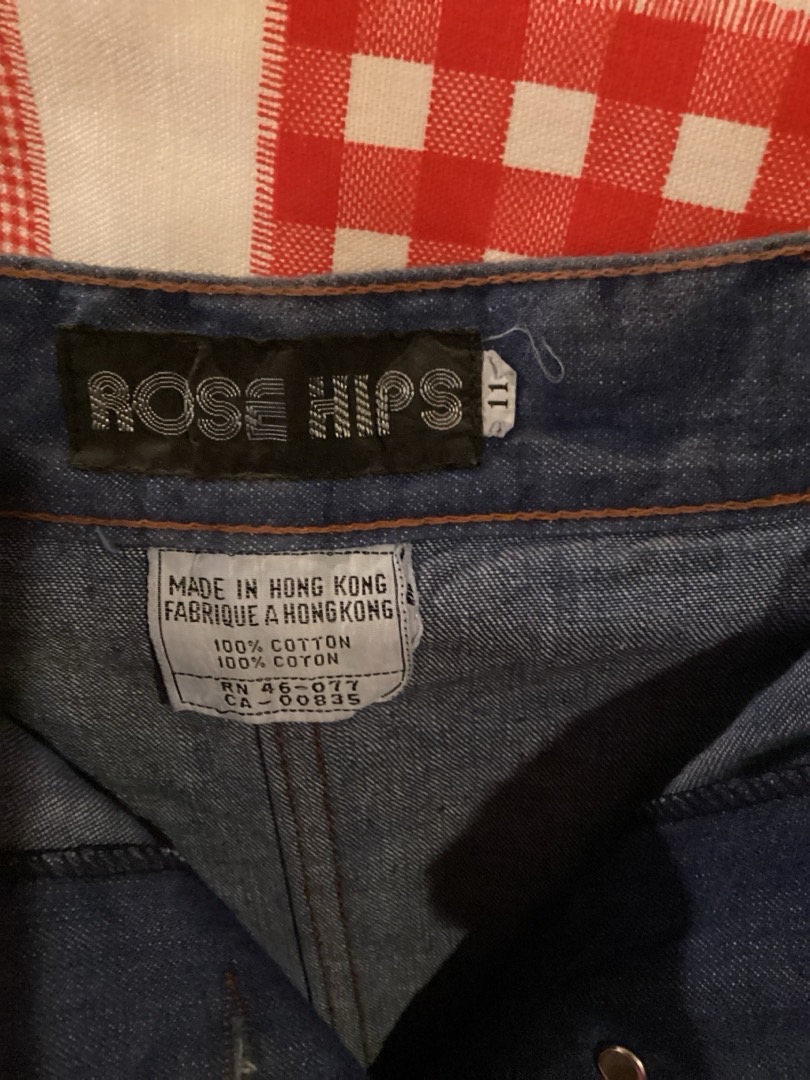 ROSE HIPS
11
MADE IN HONG KONG
FABRIQUE A HONGKONG
100% COTTON
100% COTON
RN 46-077
CA-00835